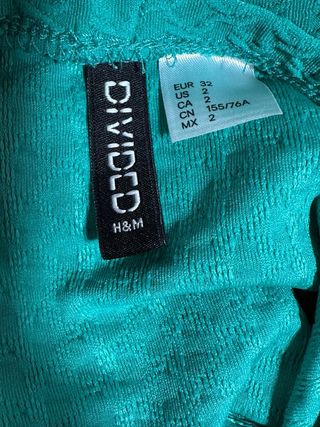 DIVIDED
H&M
EUR 32
US 2
CA 2
CN 155/76A
MX 2